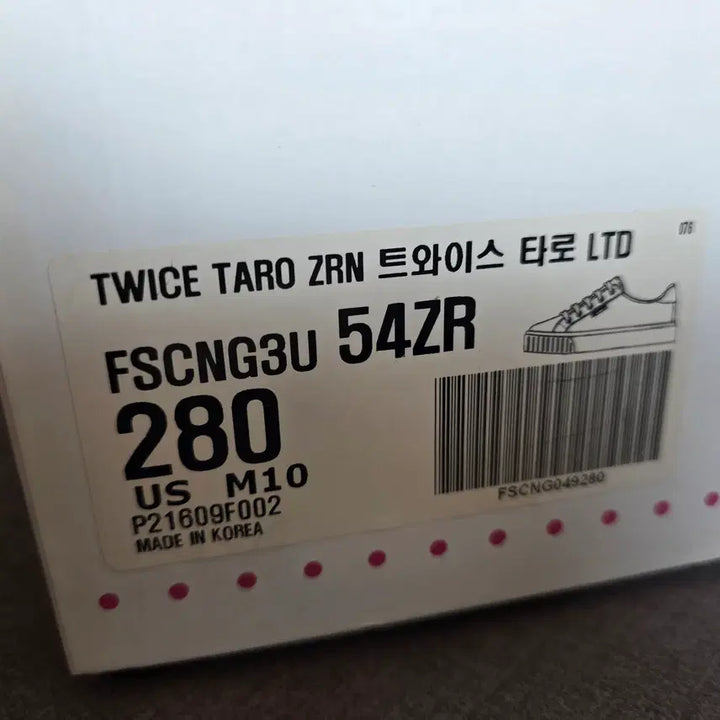 076
TWICE TARO ZRN 트와이스 타로 LTD
FSCNG3U 54ZR
280
US M10
P21609F002
MADE IN KOREA
FSCNG049280